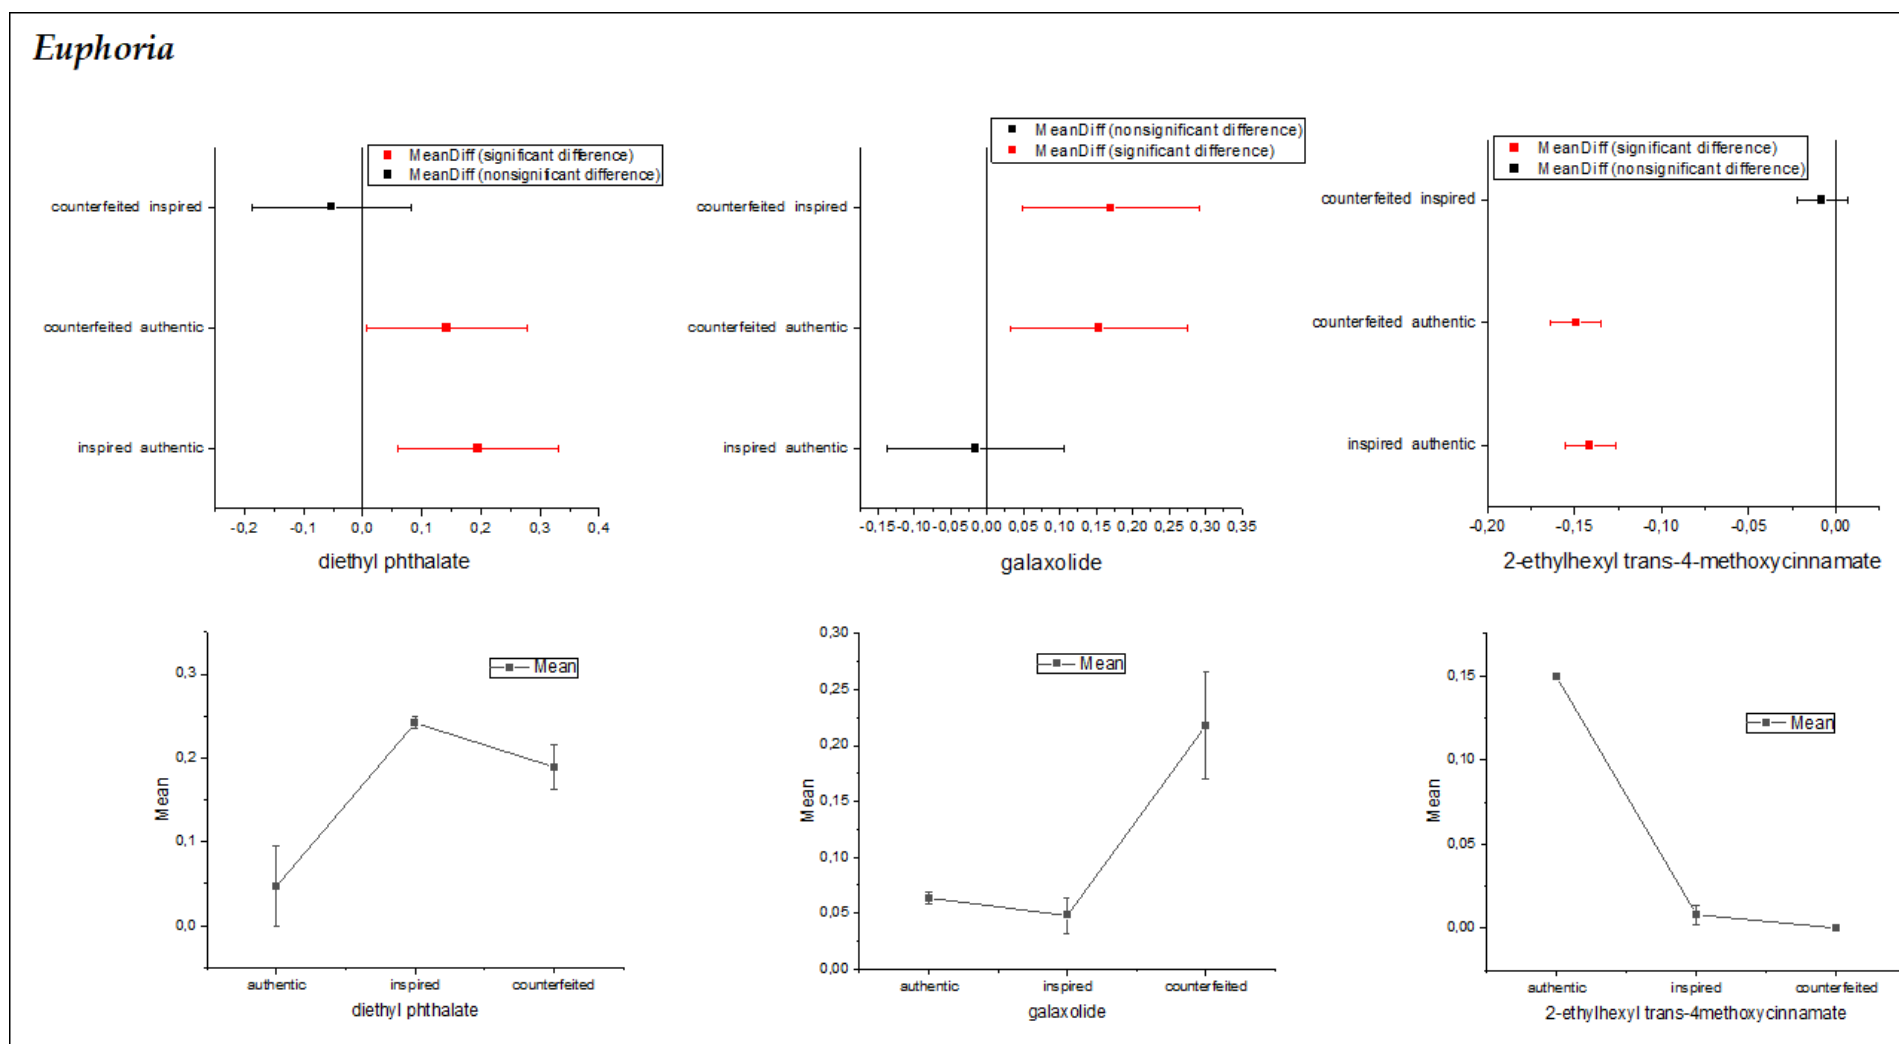 Euphoria
MeanDiff (significant difference)
MeanDiff (nonsignificant difference)
counterfeited inspired
counterfeited authentic
inspired authentic
-0,2 -0,1 0,0 0,1 0,2 0,3 0,4
diethyl phthalate
MeanDiff (nonsignificant difference)
MeanDiff (significant difference)
counterfeited inspired
counterfeited authentic
inspired authentic
-0,15 -0,10 -0,05 0,00 0,05 0,10 0,15 0,20 0,25 0,30 0,35
galaxolide
MeanDiff (significant difference)
MeanDiff (nonsignificant difference)
counterfeited inspired
counterfeited authentic
inspired authentic
-0,20 -0,15 -0,10 -0,05 0,00
2-ethylhexyl trans-4-methoxycinnamate
Mean
0,3
0,2
0,1
0,0
Mean
authentic inspired counterfeited
diethyl phthalate
0,30
0,25
0,20
0,15
0,10
0,05
0,00
Mean
Mean
authentic inspired counterfeited
galaxolide
0,15
0,10
0,05
0,00
Mean
Mean
authentic inspired counterfeited
2-ethylhexyl trans-4methoxycinnamate